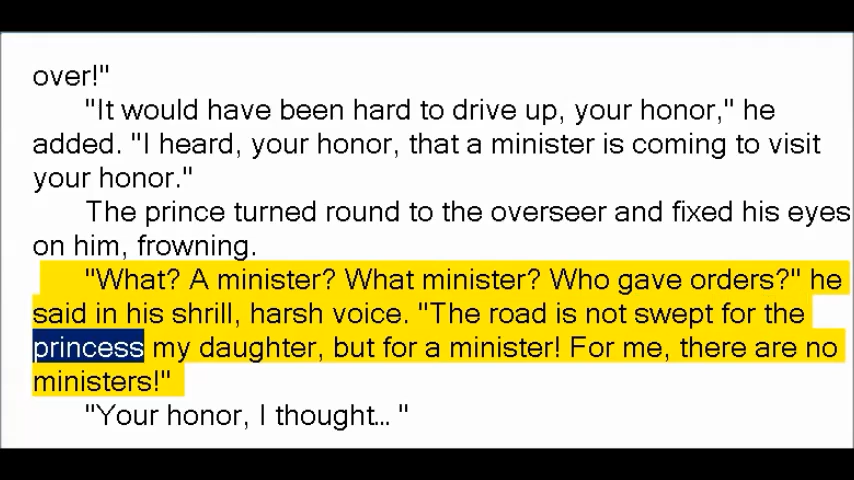 over!"
"It would have been hard to drive up, your honor," he
added. "I heard, your honor, that a minister is coming to visit
your honor."
The prince turned round to the overseer and fixed his eyes
on him, frowning.
"What? A minister? What minister? Who gave orders?" he
said in his shrill, harsh voice. "The road is not swept for the
princess my daughter, but for a minister! For me, there are no
ministers!"
"Your honor, I thought... "